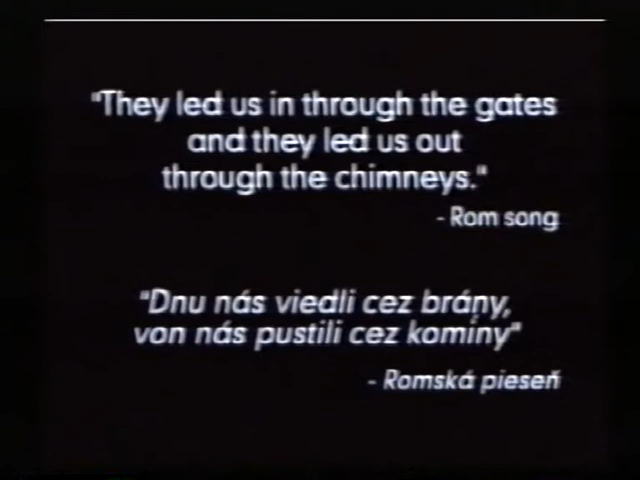 "They led us in through the gates
and they led us out
through the chimneys."
- Rom song
"Dnu nás viedli cez brány,
von nás pustili cez komíny"
- Romská pieseň